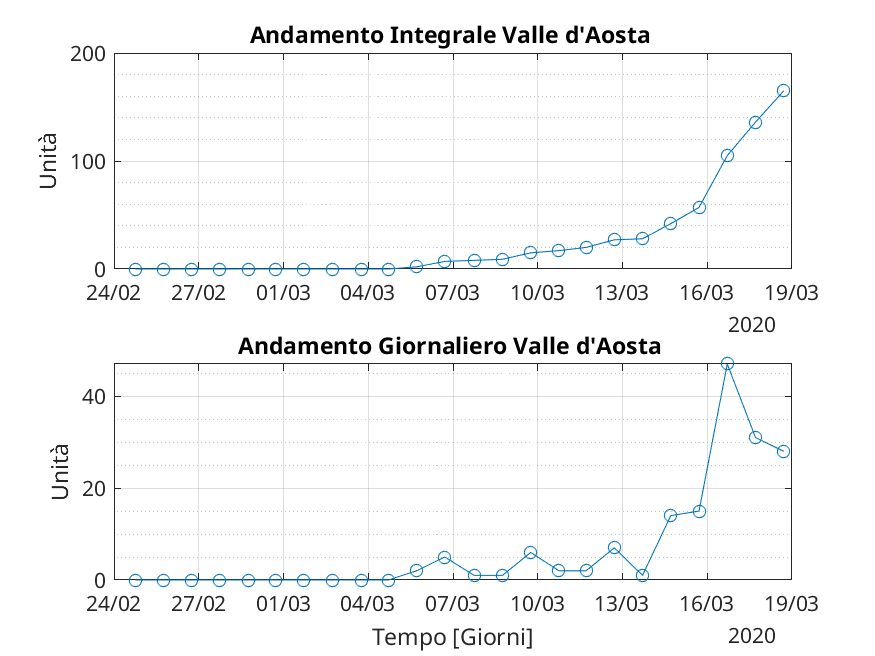 Andamento Integrale Valle d'Aosta
Unità
200
100
0
24/02 27/02 01/03 04/03 07/03 10/03 13/03 16/03 19/03
2020
Andamento Giornaliero Valle d'Aosta
Unità
40
20
0
24/02 27/02 01/03 04/03 07/03 10/03 13/03 16/03 19/03
Tempo [Giorni] 2020